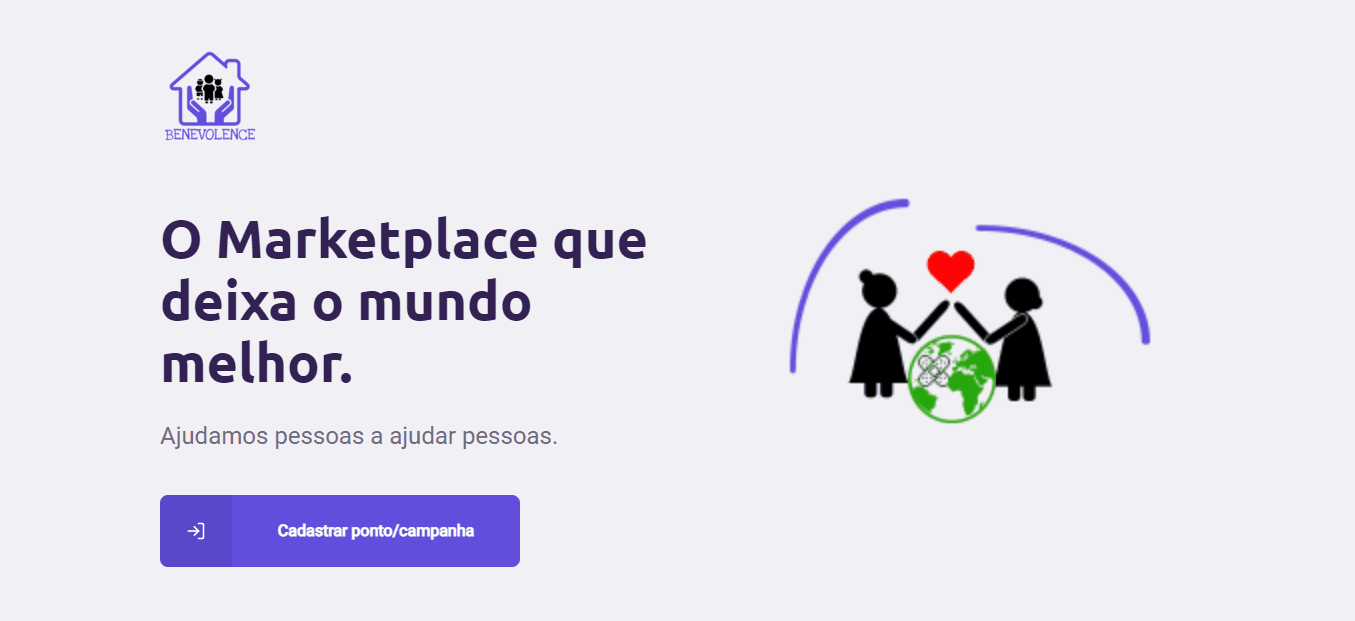 BENEVOLENCE
O Marketplace que
deixa o mundo
melhor.
Ajudamos pessoas a ajudar pessoas.
Cadastrar ponto/campanha